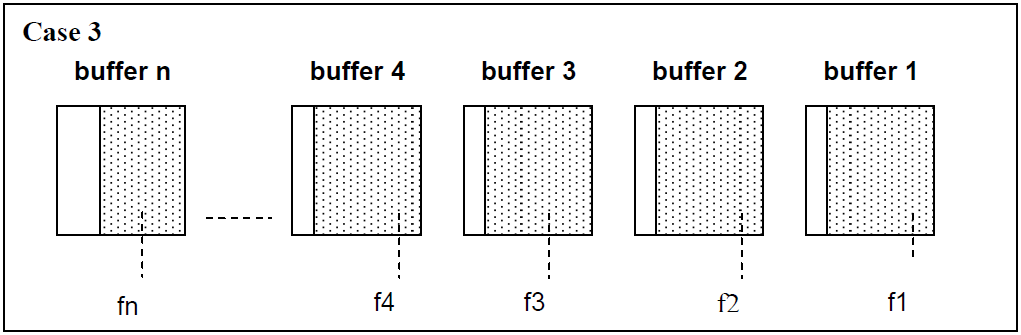 Case 3
buffer n buffer 4 buffer 3 buffer 2 buffer 1
fn f4 f3 f2 f1